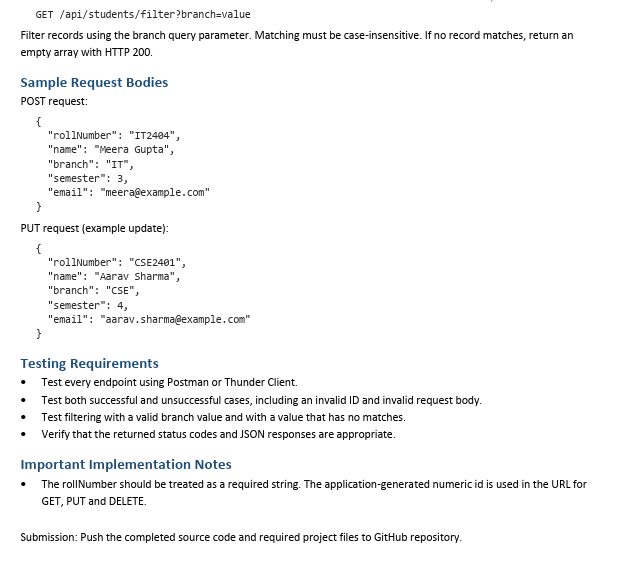 GET /api/students/filter?branch=value
Filter records using the branch query parameter. Matching must be case-insensitive. If no record matches, return an
empty array with HTTP 200.
Sample Request Bodies
POST request:
{
"rollNumber": "IT2404",
"name": "Meera Gupta",
"branch": "IT",
"semester": 3,
"email": "meera@example.com"
}
PUT request (example update):
{
"rollNumber": "CSE2401",
"name": "Aarav Sharma",
"branch": "CSE",
"semester": 4,
"email": "aarav.sharma@example.com"
}
Testing Requirements
• Test every endpoint using Postman or Thunder Client.
• Test both successful and unsuccessful cases, including an invalid ID and invalid request body.
• Test filtering with a valid branch value and with a value that has no matches.
• Verify that the returned status codes and JSON responses are appropriate.
Important Implementation Notes
• The rollNumber should be treated as a required string. The application-generated numeric id is used in the URL for
GET, PUT and DELETE.
Submission: Push the completed source code and required project files to GitHub repository.